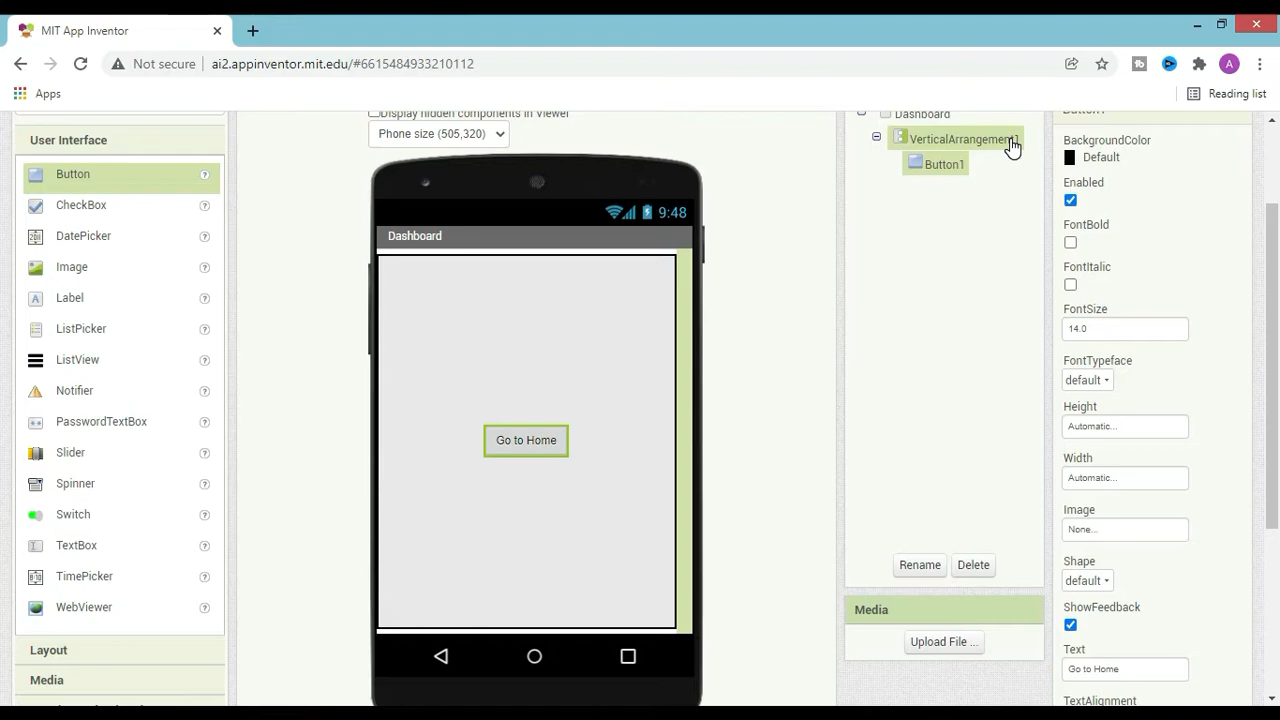 MIT App Inventor
Not secure
ai2.appinventor.mit.edu/#6615484933210112
A
Apps
Reading list
User Interface
Button
CheckBox
DatePicker
Image
Label
ListPicker
ListView
Notifier
PasswordTextBox
Slider
Spinner
Switch
TextBox
TimePicker
WebViewer
Layout
Media
Display hidden components in Viewer
Phone size (505,320)
9:48
Dashboard
Go to Home
Dashboard
VerticalArrangement1
Button1
Rename
Delete
Media
Upload File ...
Button1
BackgroundColor
Default
Enabled
FontBold
FontItalic
FontSize
14.0
FontTypeface
default
Height
Automatic...
Width
Automatic...
Image
None...
Shape
default
ShowFeedback
Text
Go to Home
TextAlignment